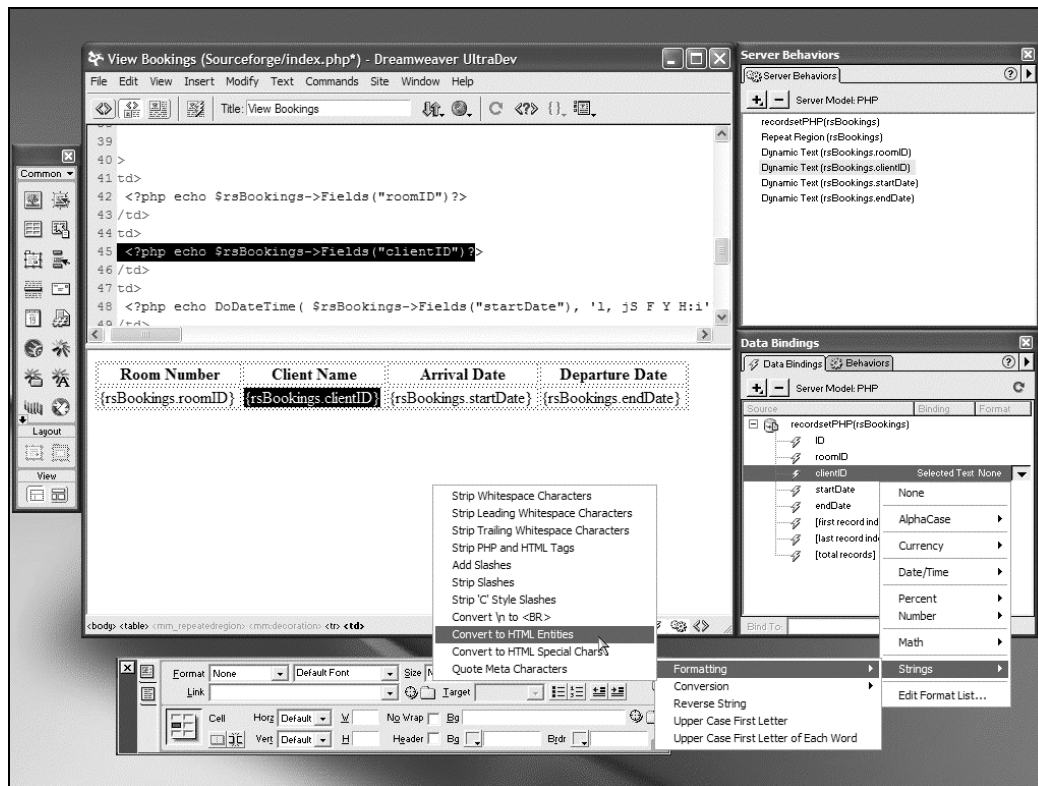 View Bookings (Sourceforge/index.php*) - Dreamweaver UltraDev
File Edit View Insert Modify Text Commands Site Window Help
Title: View Bookings
39
40 >
41 td>
42 <?php echo $rsBookings->Fields("roomID")?>
43 /td>
44 td>
45 <?php echo $rsBookings->Fields("clientID")?>
46 /td>
47 td>
48 <?php echo DoDateTime( $rsBookings->Fields("startDate"), 'l, jS F Y H:i'
49 /td>
Room Number Client Name Arrival Date Departure Date
{rsBookings.roomID} {rsBookings.clientID} {rsBookings.startDate} {rsBookings.endDate}
<body> <table> <mm_repeatedregion> <mm:decoration> <tr> <td>
Common
Layout
View
Server Behaviors
Server Behaviors
Server Model: PHP
recordsetPHP(rsBookings)
Repeat Region (rsBookings)
Dynamic Text (rsBookings.roomID)
Dynamic Text (rsBookings.clientID)
Dynamic Text (rsBookings.startDate)
Dynamic Text (rsBookings.endDate)
Data Bindings
Data Bindings Behaviors
Server Model: PHP
Source Binding Format
recordsetPHP(rsBookings)
ID
roomID
clientID Selected Text None
startDate
endDate
[first record ind
[last record inde
[total records]
Bind To:
None
AlphaCase
Currency
Date/Time
Percent
Number
Math
Strings
Edit Format List...
Formatting
Conversion
Reverse String
Upper Case First Letter
Upper Case First Letter of Each Word
Strip Whitespace Characters
Strip Leading Whitespace Characters
Strip Trailing Whitespace Characters
Strip PHP and HTML Tags
Add Slashes
Strip Slashes
Strip 'C' Style Slashes
Convert \n to <BR>
Convert to HTML Entities
Convert to HTML Special Chars
Quote Meta Characters
Format None Default Font Size N
Link Target
Cell Horz Default W No Wrap Bg
Vert Default H Header Bg Brdr